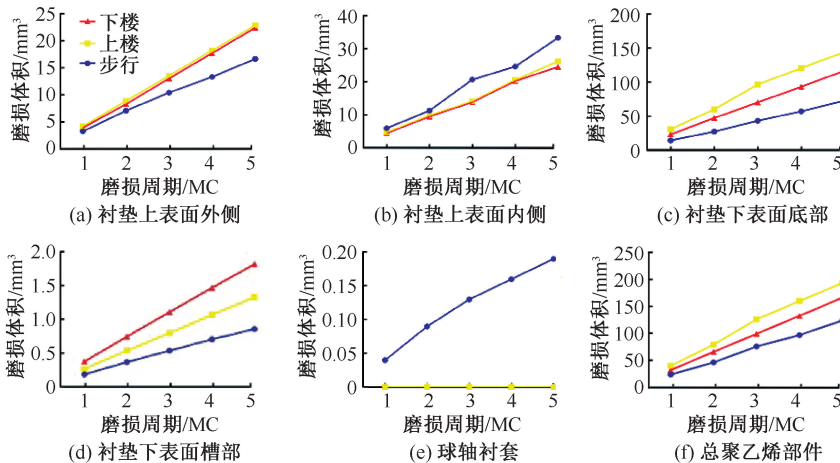 25
20
15
10
5
0
磨损体积/mm³
下楼
上楼
步行
1 2 3 4 5
磨损周期/MC
(a) 衬垫上表面外侧
40
30
20
10
0
磨损体积/mm³
1 2 3 4 5
磨损周期/MC
(b) 衬垫上表面内侧
200
150
100
50
0
磨损体积/mm³
1 2 3 4 5
磨损周期/MC
(c) 衬垫下表面底部
2.0
1.5
1.0
0.5
0
磨损体积/mm³
1 2 3 4 5
磨损周期/MC
(d) 衬垫下表面槽部
0.20
0.15
0.10
0.05
0
磨损体积/mm³
1 2 3 4 5
磨损周期/MC
(e) 球轴衬套
250
200
150
100
50
0
磨损体积/mm³
1 2 3 4 5
磨损周期/MC
(f) 总聚乙烯部件